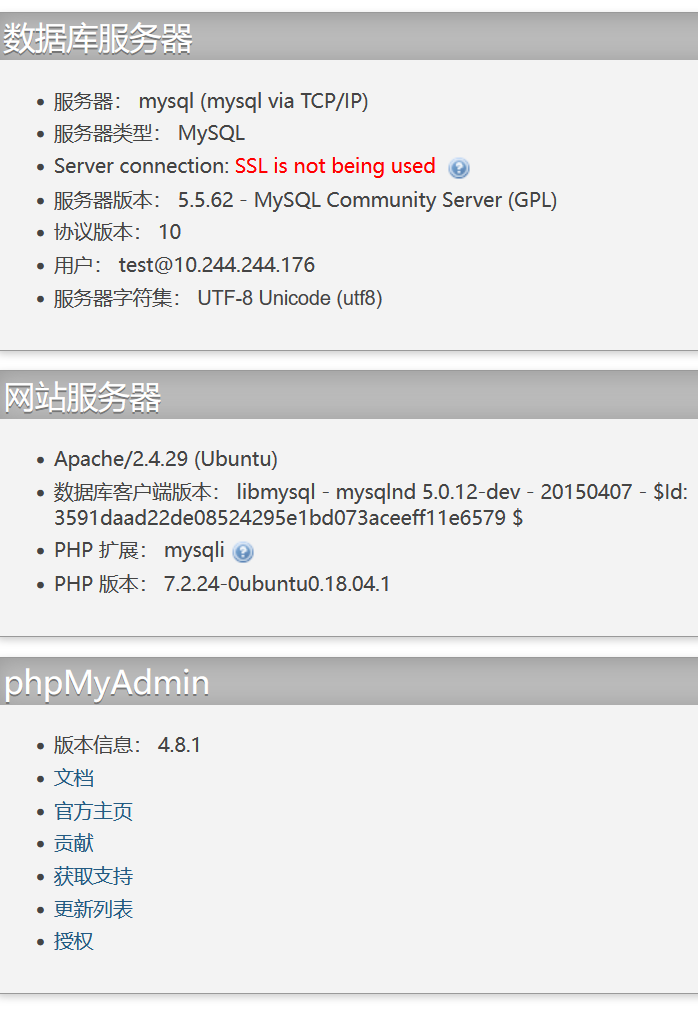 数据库服务器
服务器： mysql (mysql via TCP/IP)
服务器类型： MySQL
Server connection: SSL is not being used
服务器版本： 5.5.62 - MySQL Community Server (GPL)
协议版本： 10
用户： test@10.244.244.176
服务器字符集： UTF-8 Unicode (utf8)
网站服务器
Apache/2.4.29 (Ubuntu)
数据库客户端版本： libmysql - mysqlnd 5.0.12-dev - 20150407 - $Id:
3591daad22de08524295e1bd073aceeff11e6579 $
PHP 扩展： mysqli
PHP 版本： 7.2.24-0ubuntu0.18.04.1
phpMyAdmin
版本信息： 4.8.1
文档
官方主页
贡献
获取支持
更新列表
授权